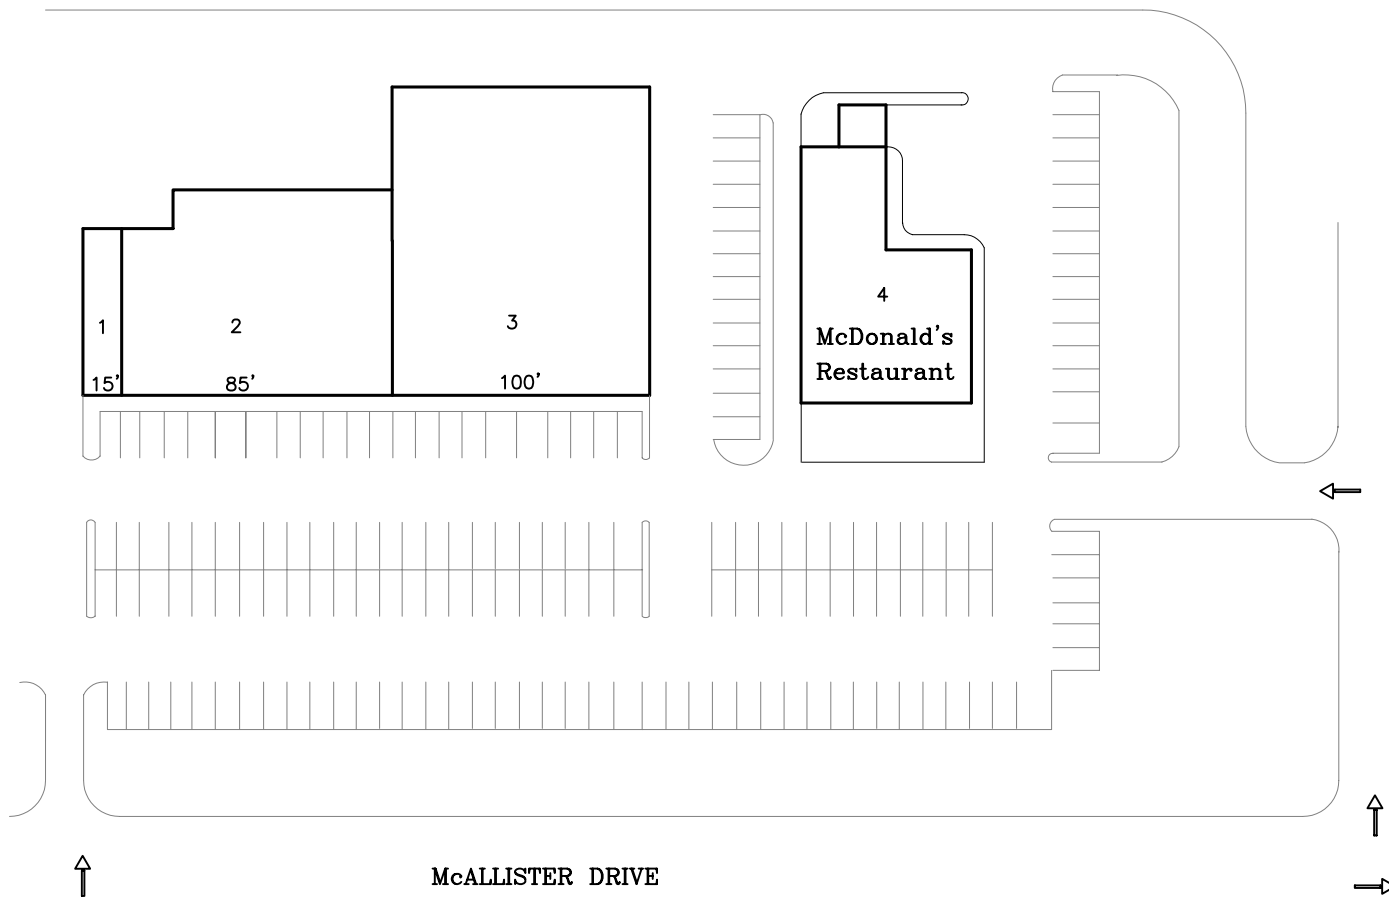 1
2
3
4
McDonald's
Restaurant
15'
85'
100'
McALLISTER DRIVE